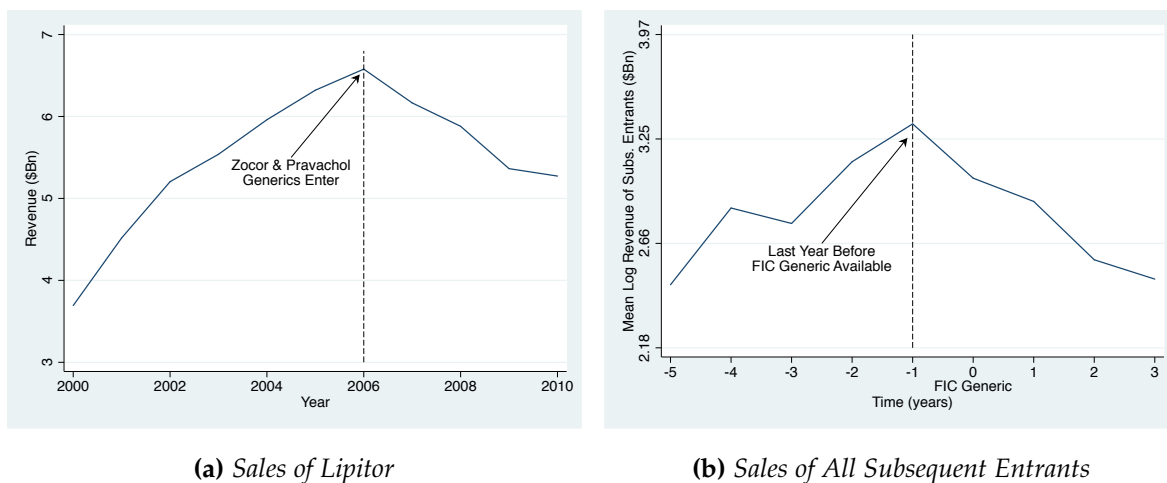 7
6
5
4
3
Revenue ($Bn)
Zocor & Pravachol
Generics Enter
2000
2002
2004
2006
2008
2010
Year
(a) Sales of Lipitor
3.97
3.25
2.66
2.18
Mean Log Revenue of Subs. Entrants ($Bn)
Last Year Before
FIC Generic Available
-5
-4
-3
-2
-1
0
1
2
3
FIC Generic
Time (years)
(b) Sales of All Subsequent Entrants